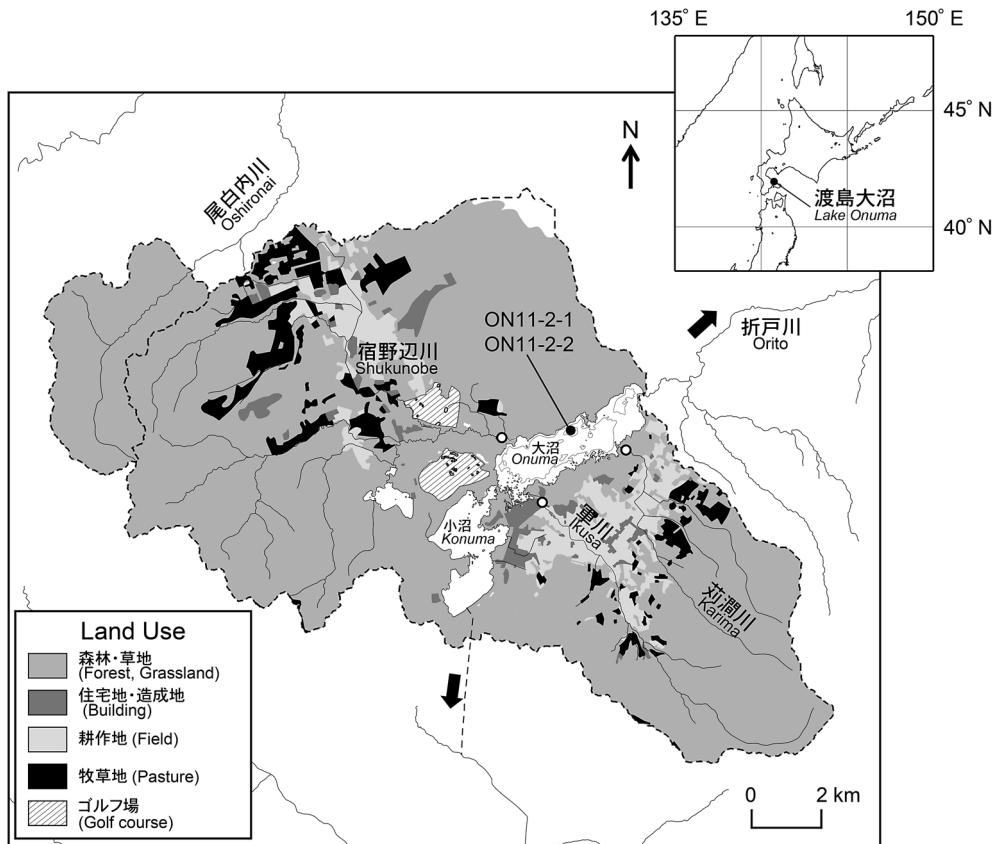 135° E
150° E
45° N
40° N
渡島大沼
Lake Onuma
N
尾白内川
Oshironai
ON11-2-1
ON11-2-2
折戸川
Orito
宿野辺川
Shukunobe
大沼
Onuma
小沼
Konuma
軍川
Ikusa
苅澗川
Karima
Land Use
森林・草地
(Forest, Grassland)
住宅地・造成地
(Building)
耕作地 (Field)
牧草地 (Pasture)
ゴルフ場
(Golf course)
0 2 km